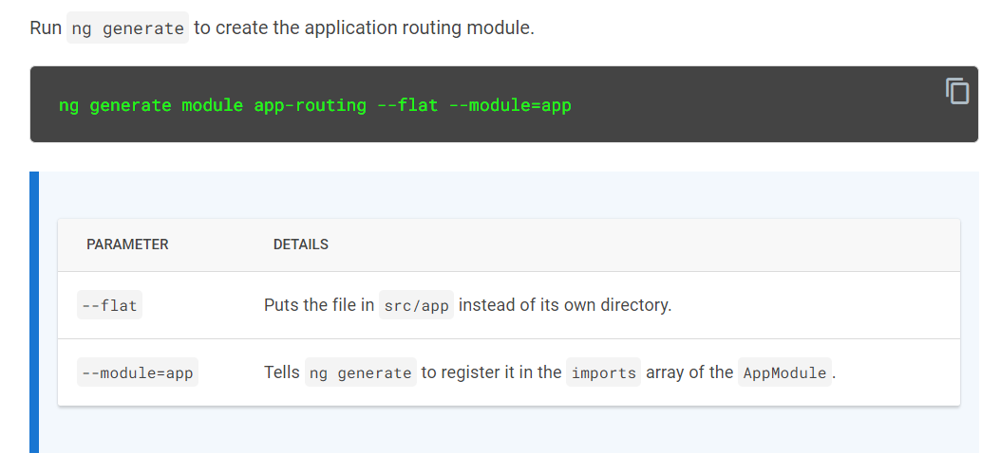 Run ng generate to create the application routing module.
ng generate module app-routing --flat --module=app
PARAMETER DETAILS
--flat Puts the file in src/app instead of its own directory.
--module=app Tells ng generate to register it in the imports array of the AppModule.